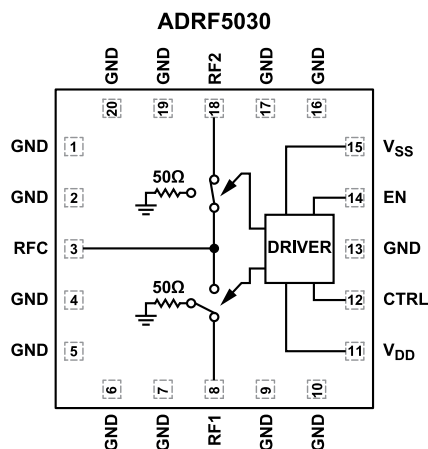 ADRF5030
GND
GND
RF2
GND
GND
20
19
18
17
16
GND 1
GND 2
RFC 3
GND 4
GND 5
50Ω
50Ω
DRIVER
15 VSS
14 EN
13 GND
12 CTRL
11 VDD
6
7
8
9
10
GND
GND
RF1
GND
GND